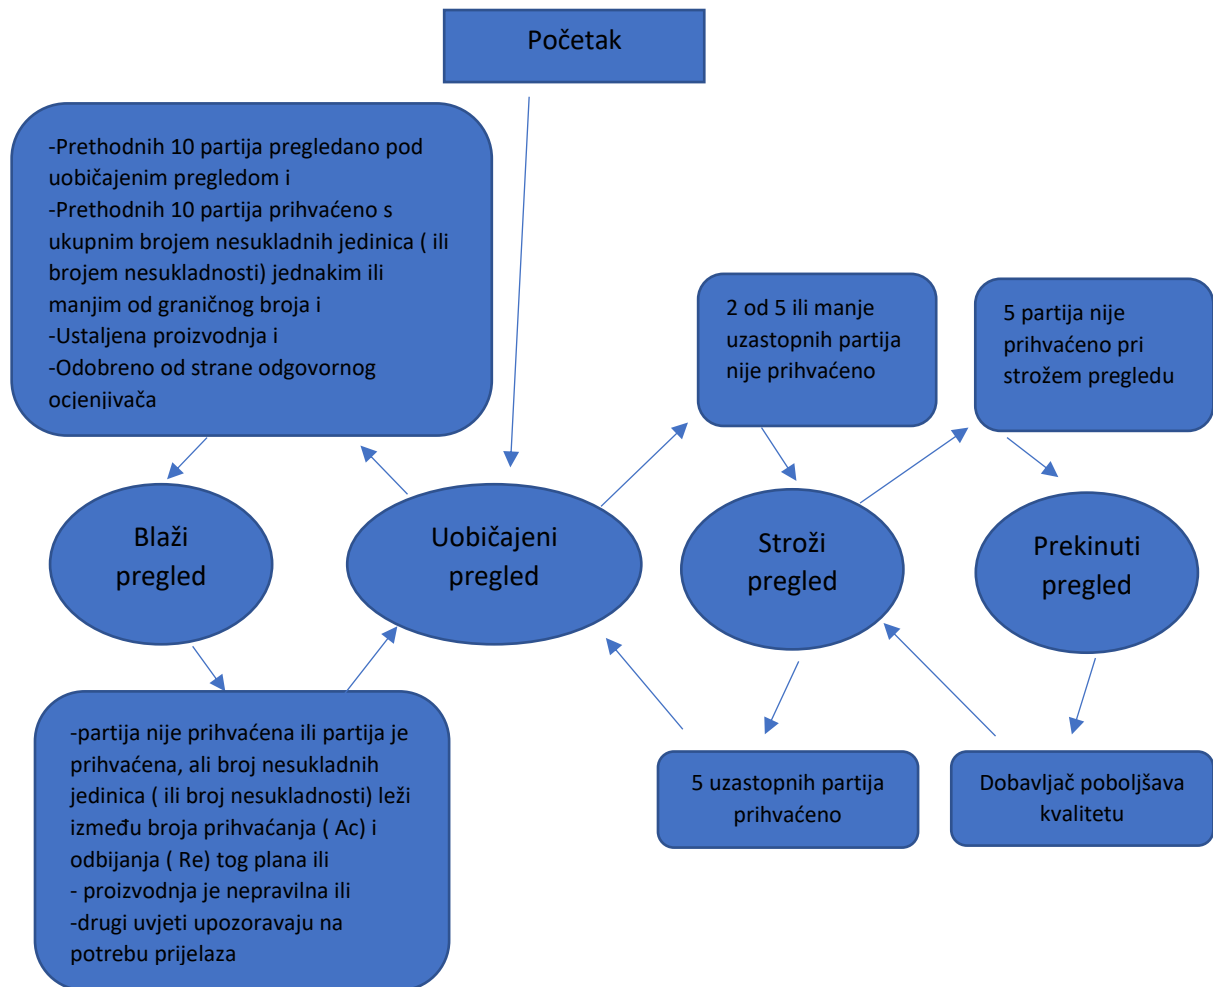 Početak
-Prethodnih 10 partija pregledano pod
uobičajenim pregledom i
-Prethodnih 10 partija prihvaćeno s
ukupnim brojem nesukladnih jedinica ( ili
brojem nesukladnosti) jednakim ili
manjim od graničnog broja i
-Ustaljena proizvodnja i
-Odobreno od strane odgovornog
ocjenjivača
2 od 5 ili manje
uzastopnih partija
nije prihvaćeno
5 partija nije
prihvaćeno pri
strožem pregledu
Blaži
pregled
Uobičajeni
pregled
Stroži
pregled
Prekinuti
pregled
-partija nije prihvaćena ili partija je
prihvaćena, ali broj nesukladnih
jedinica ( ili broj nesukladnosti) leži
između broja prihvaćanja ( Ac) i
odbijanja ( Re) tog plana ili
- proizvodnja je nepravilna ili
-drugi uvjeti upozoravaju na
potrebu prijelaza
5 uzastopnih partija
prihvaćeno
Dobavljač poboljšava
kvalitetu